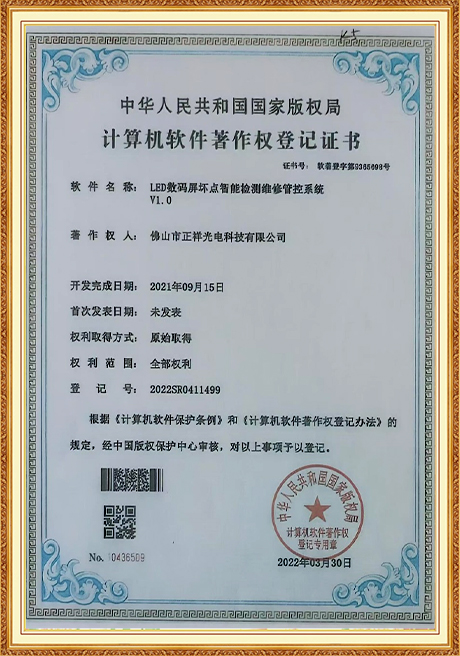 K5
中华人民共和国国家版权局
计算机软件著作权登记证书
证书号： 软著登字第9365698号
软件名称： LED数码屏坏点智能检测维修管控系统
V1.0
著作权人： 佛山市正祥光电科技有限公司
开发完成日期： 2021年09月15日
首次发表日期： 未发表
权利取得方式： 原始取得
权利范围： 全部权利
登记号： 2022SR0411499
根据《计算机软件保护条例》和《计算机软件著作权登记办法》的
规定，经中国版权保护中心审核，对以上事项予以登记。
中华人民共和国国家版权局
计算机软件著作权
登记专用章
No. 10436509
2022年03月30日